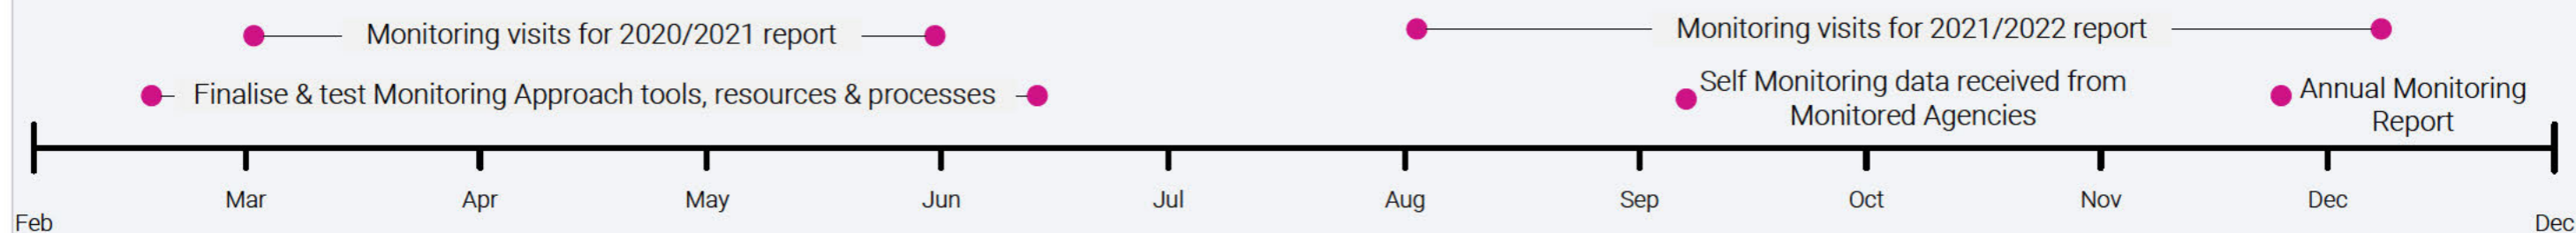 Monitoring visits for 2020/2021 report
Monitoring visits for 2021/2022 report
Finalise & test Monitoring Approach tools, resources & processes
Self Monitoring data received from
Monitored Agencies
Annual Monitoring
Report
Feb
Mar
Apr
May
Jun
Jul
Aug
Sep
Oct
Nov
Dec
Dec